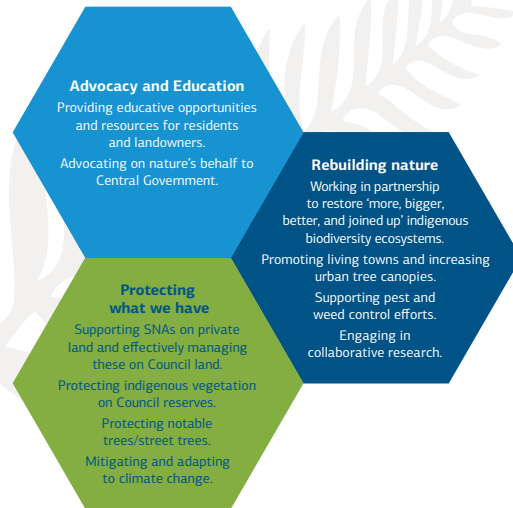 Advocacy and Education
Providing educative opportunities
and resources for residents
and landowners.
Advocating on nature's behalf to
Central Government.
Rebuilding nature
Working in partnership
to restore ‘more, bigger,
better, and joined up’ indigenous
biodiversity ecosystems.
Promoting living towns and increasing
urban tree canopies.
Supporting pest and
weed control efforts.
Engaging in
collaborative research.
Protecting
what we have
Supporting SNAs on private
land and effectively managing
these on Council land.
Protecting indigenous vegetation
on Council reserves.
Protecting notable
trees/street trees.
Mitigating and adapting
to climate change.